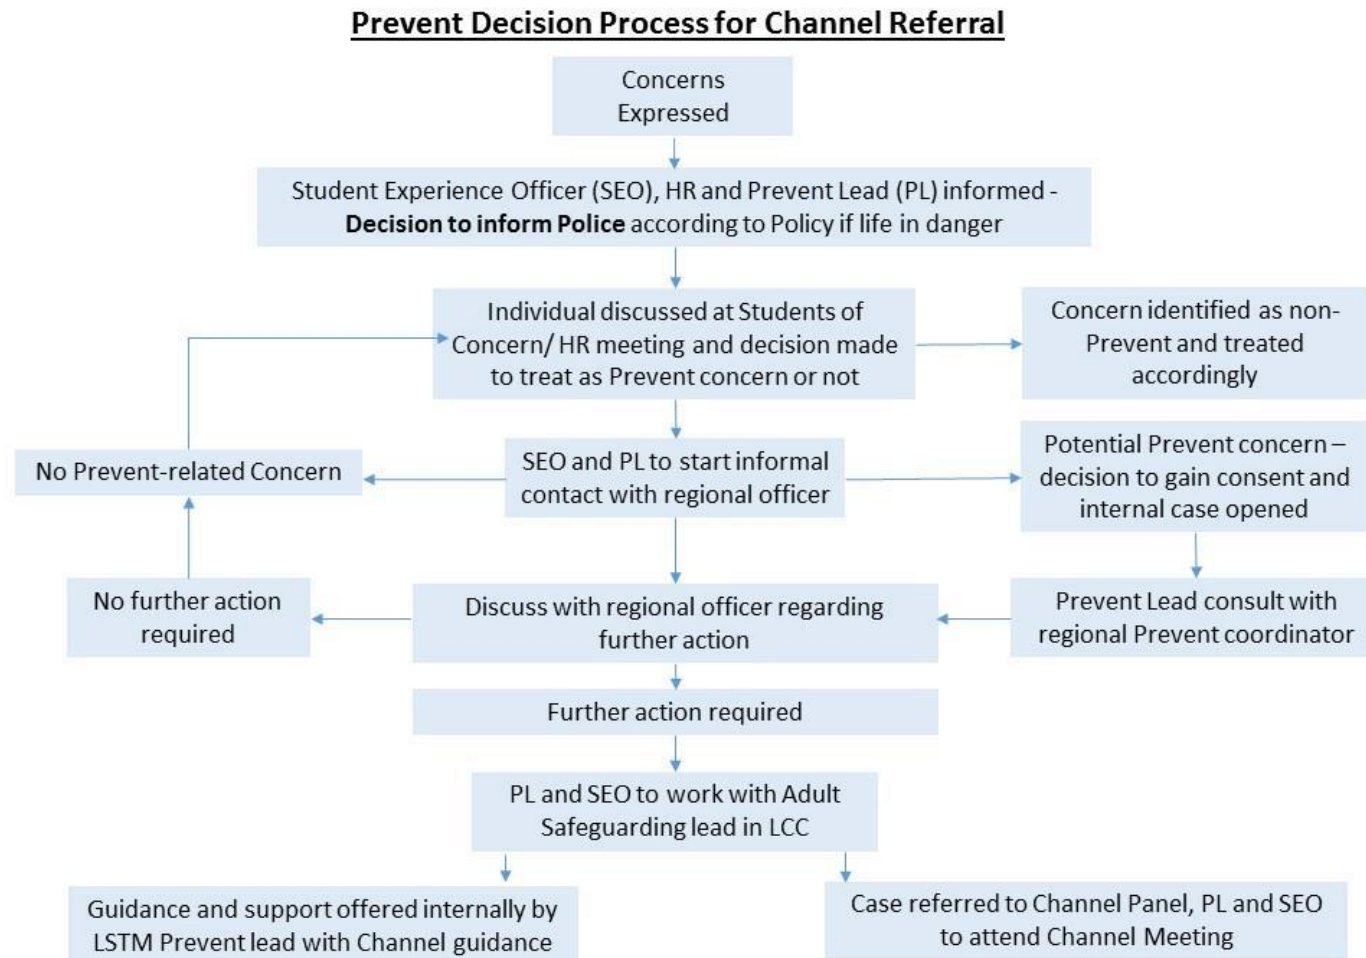 Prevent Decision Process for Channel Referral
Concerns
Expressed
Student Experience Officer (SEO), HR and Prevent Lead (PL) informed -
Decision to inform Police according to Policy if life in danger
Individual discussed at Students of
Concern/ HR meeting and decision made
to treat as Prevent concern or not
Concern identified as non-
Prevent and treated
accordingly
No Prevent-related Concern
SEO and PL to start informal
contact with regional officer
Potential Prevent concern –
decision to gain consent and
internal case opened
No further action
required
Discuss with regional officer regarding
further action
Prevent Lead consult with
regional Prevent coordinator
Further action required
PL and SEO to work with Adult
Safeguarding lead in LCC
Guidance and support offered internally by
LSTM Prevent lead with Channel guidance
Case referred to Channel Panel, PL and SEO
to attend Channel Meeting